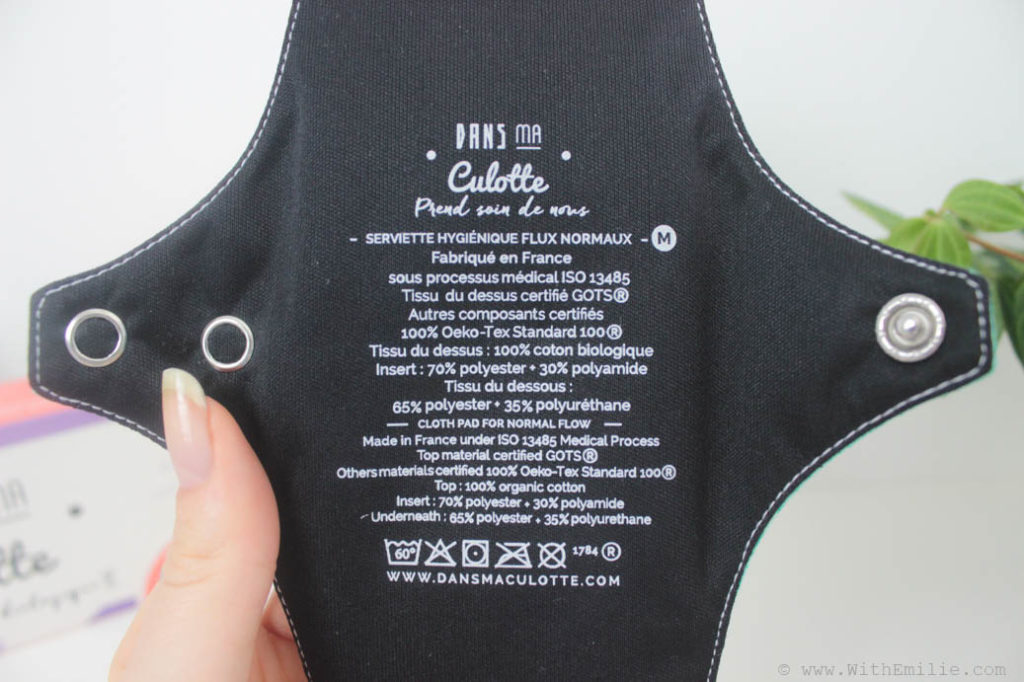 DANS MA
Culotte
Prend soin de nous
- SERVIETTE HYGIÉNIQUE FLUX NORMAUX - M
Fabriqué en France
sous processus médical ISO 13485
Tissu du dessus certifié GOTS®
Autres composants certifiés
100% Oeko-Tex Standard 100®
Tissu du dessus : 100% coton biologique
Insert : 70% polyester + 30% polyamide
Tissu du dessous :
65% polyester + 35% polyuréthane
— CLOTH PAD FOR NORMAL FLOW —
Made in France under ISO 13485 Medical Process
Top material certified GOTS®
Others materials certified 100% Oeko-Tex Standard 100®
Top : 100% organic cotton
Insert : 70% polyester + 30% polyamide
Underneath : 65% polyester + 35% polyurethane
60° 1784 ®
WWW.DANSMACULOTTE.COM
MA
tte
© www.WithEmilie.com